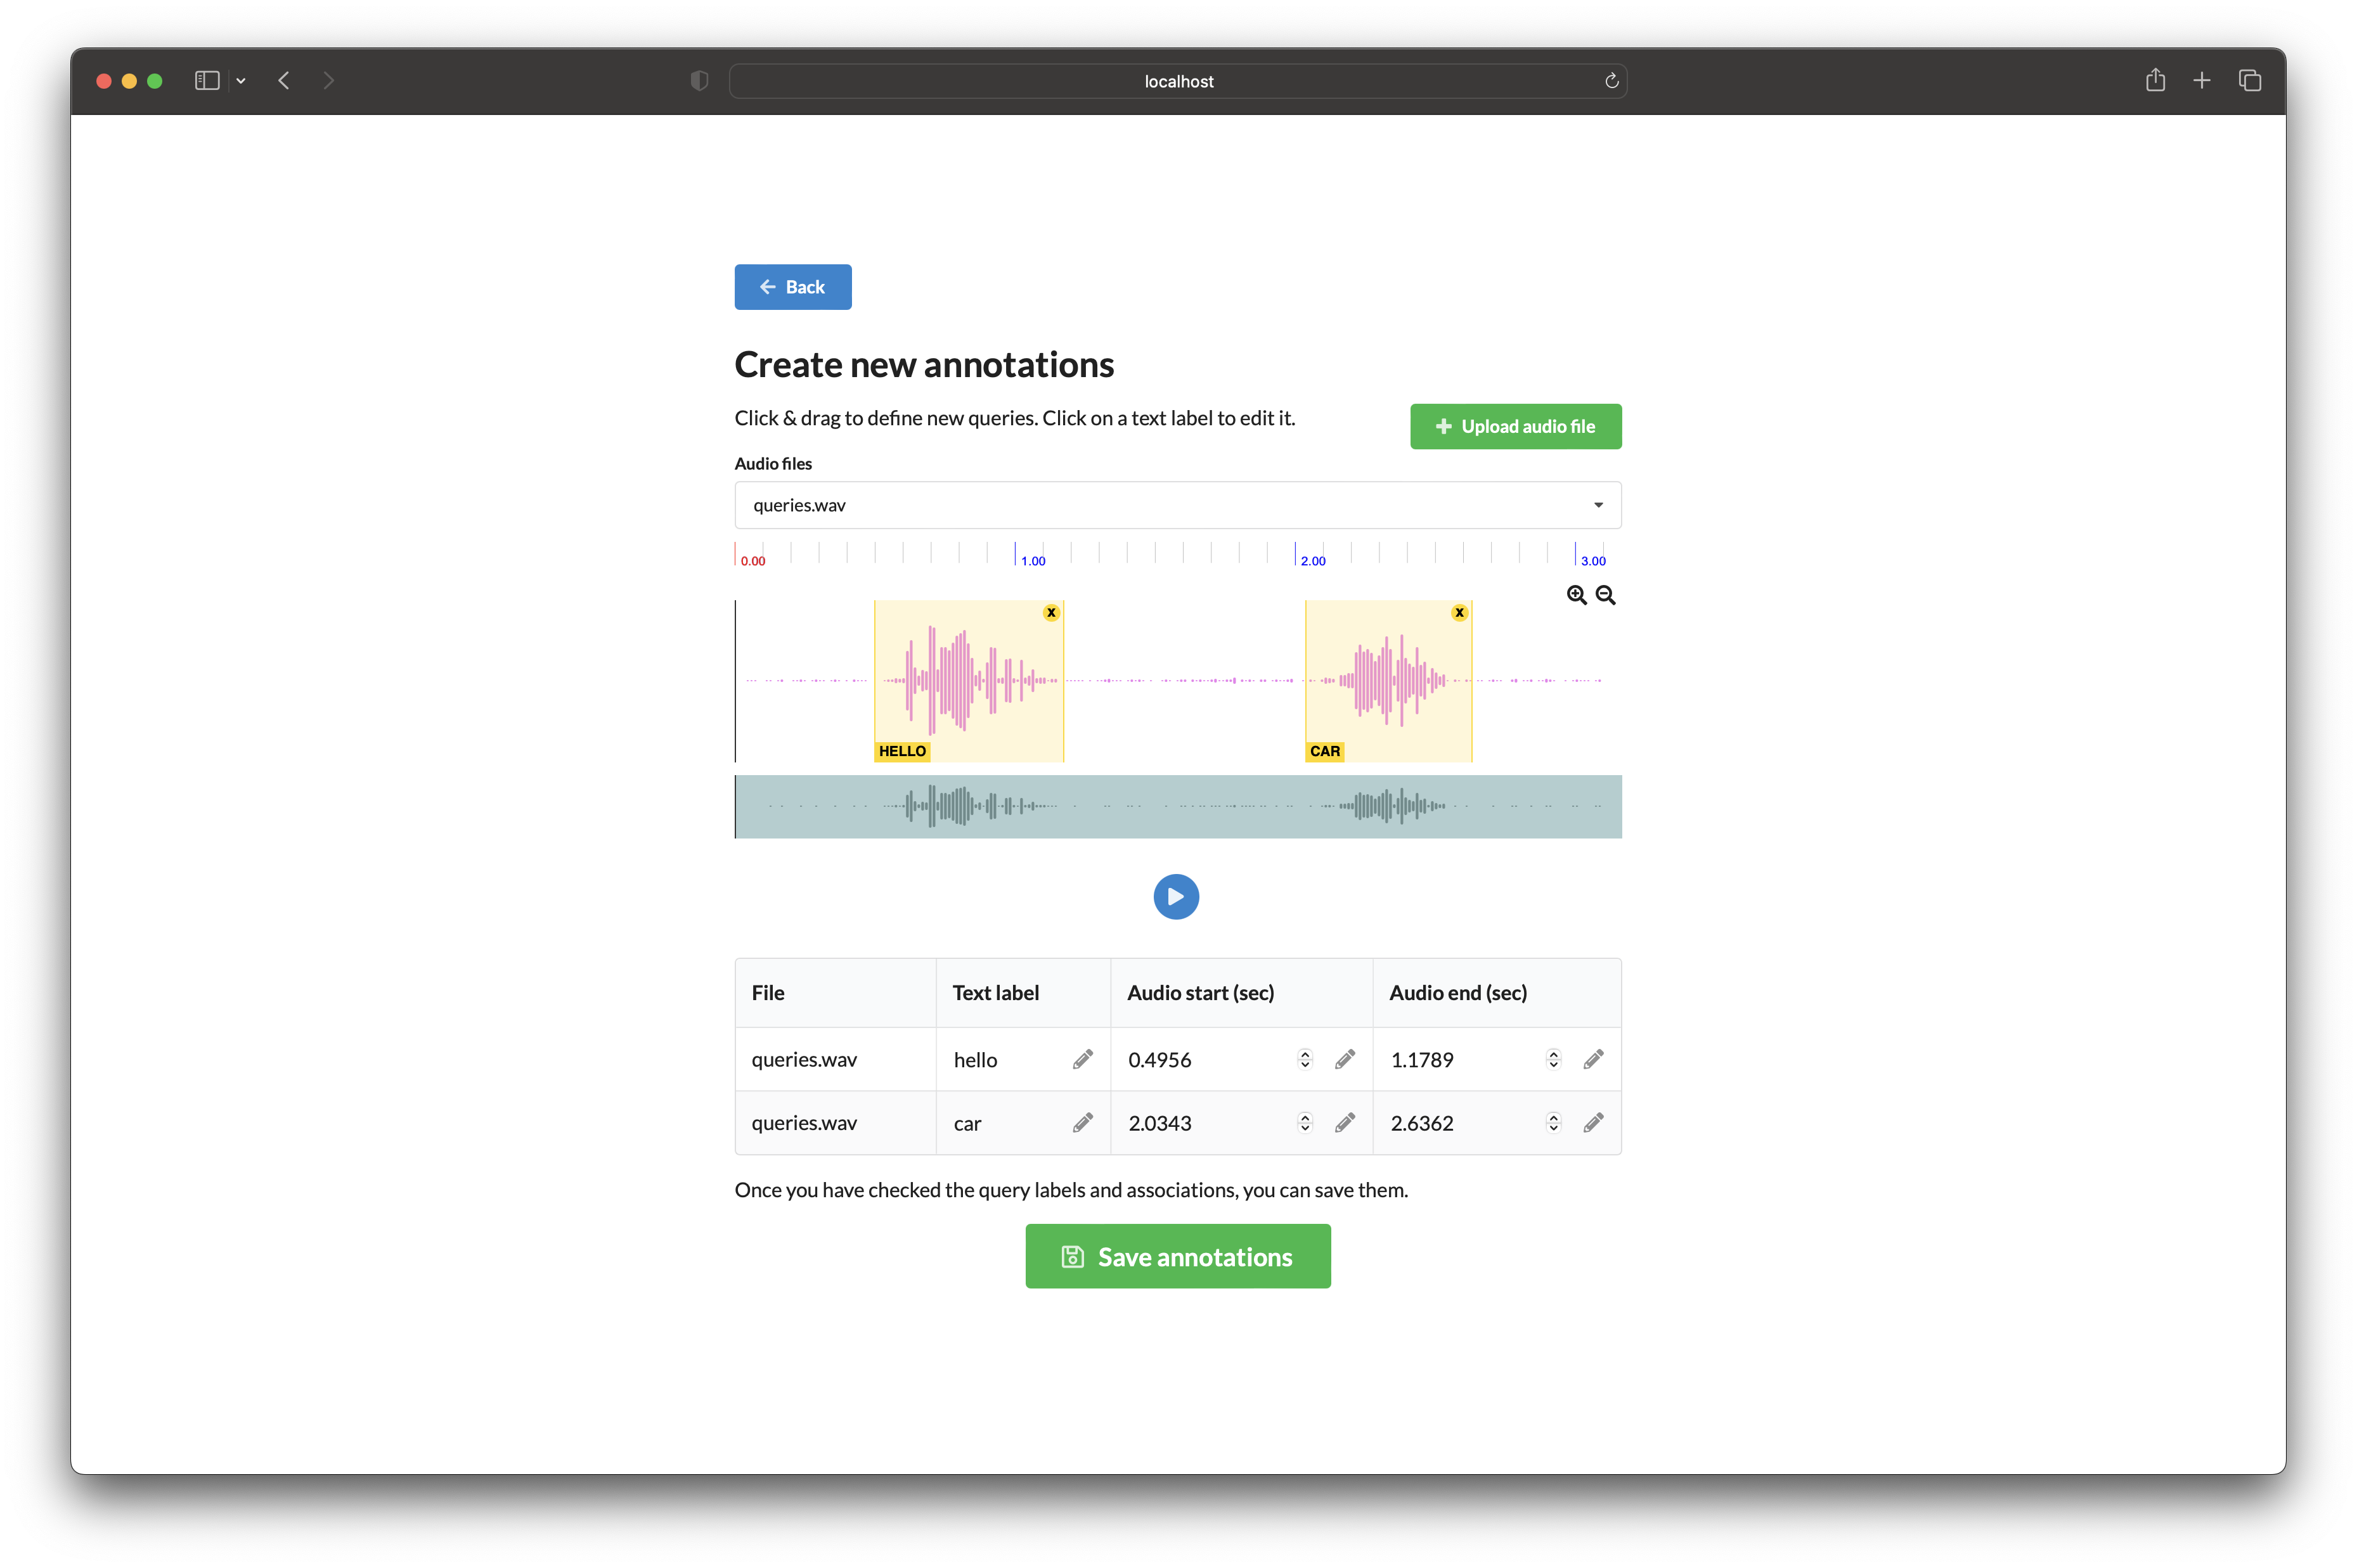 localhost
Back
Create new annotations
Click & drag to define new queries. Click on a text label to edit it.
Upload audio file
Audio files
queries.wav
0.00 1.00 2.00 3.00
X X
HELLO CAR
File Text label Audio start (sec) Audio end (sec)
queries.wav hello 0.4956 1.1789
queries.wav car 2.0343 2.6362
Once you have checked the query labels and associations, you can save them.
Save annotations